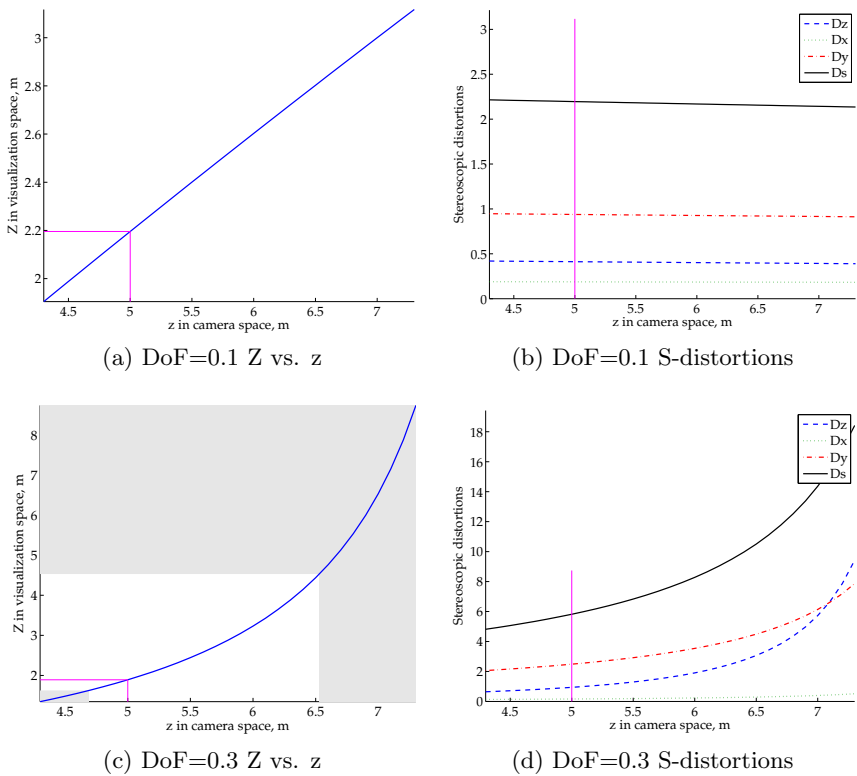 3
2.8
2.6
2.4
2.2
2
Z in visualization space, m
4.5 5 5.5 6 6.5 7
z in camera space, m
(a) DoF=0.1 Z vs. z
3
2.5
2
1.5
1
0.5
0
Stereoscopic distortions
Dz
Dx
Dy
Ds
4.5 5 5.5 6 6.5 7
z in camera space, m
(b) DoF=0.1 S-distortions
8
7
6
5
4
3
2
Z in visualization space, m
4.5 5 5.5 6 6.5 7
z in camera space, m
(c) DoF=0.3 Z vs. z
18
16
14
12
10
8
6
4
2
0
Stereoscopic distortions
Dz
Dx
Dy
Ds
4.5 5 5.5 6 6.5 7
z in camera space, m
(d) DoF=0.3 S-distortions